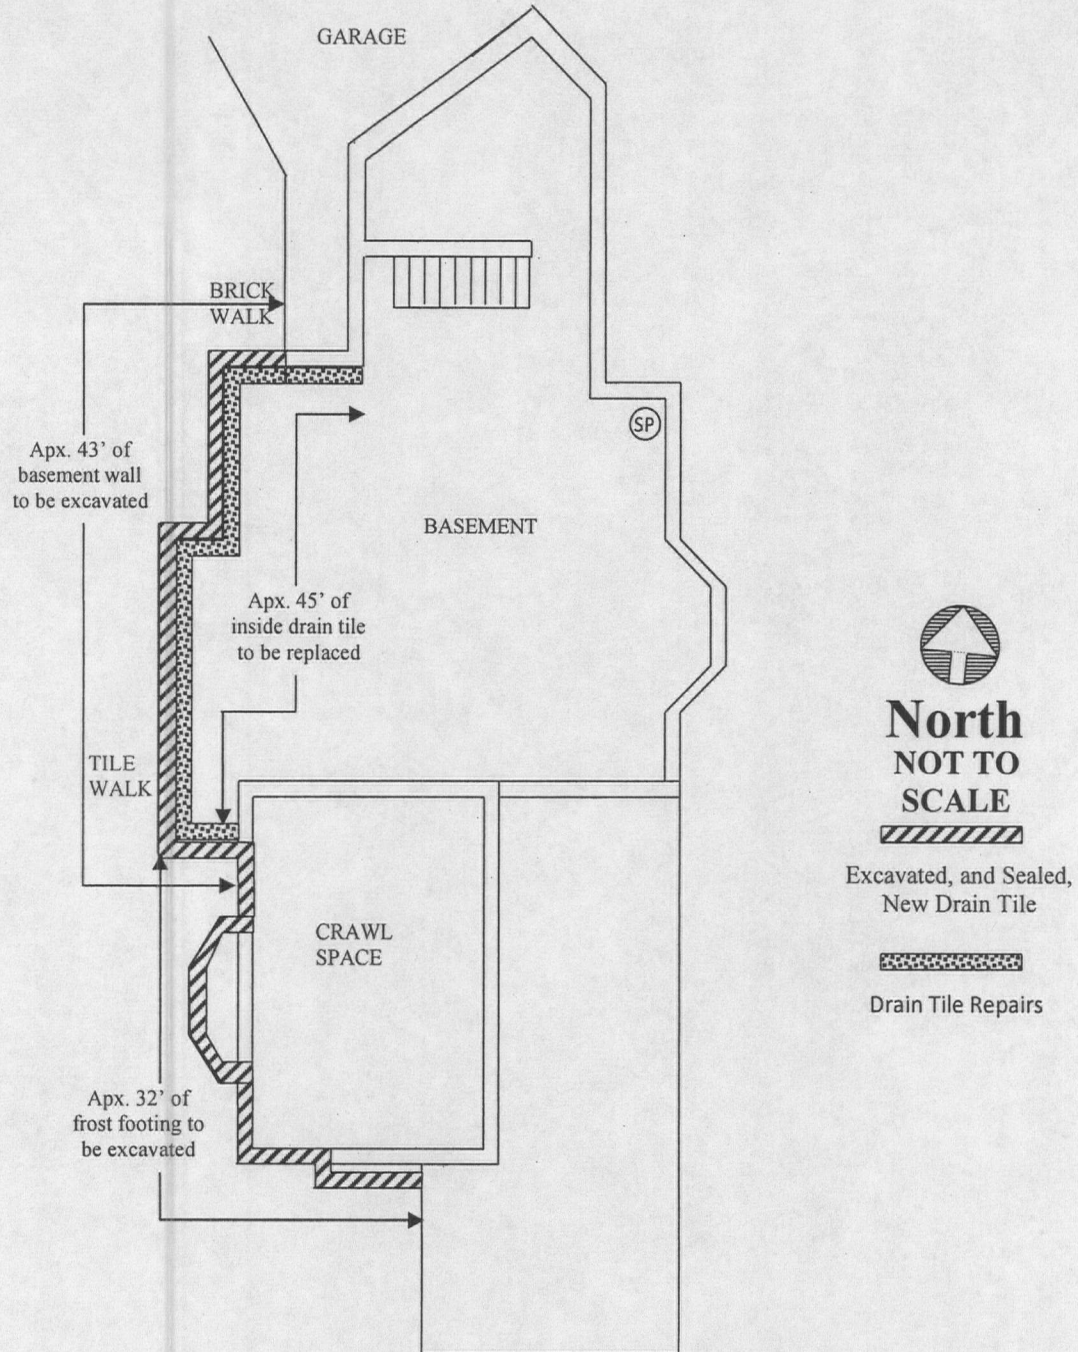 GARAGE
BRICK
WALK
Apx. 43’ of
basement wall
to be excavated
SP
BASEMENT
Apx. 45’ of
inside drain tile
to be replaced
TILE
WALK
North
NOT TO
SCALE
Excavated, and Sealed,
New Drain Tile
CRAWL
SPACE
Drain Tile Repairs
Apx. 32’ of
frost footing to
be excavated